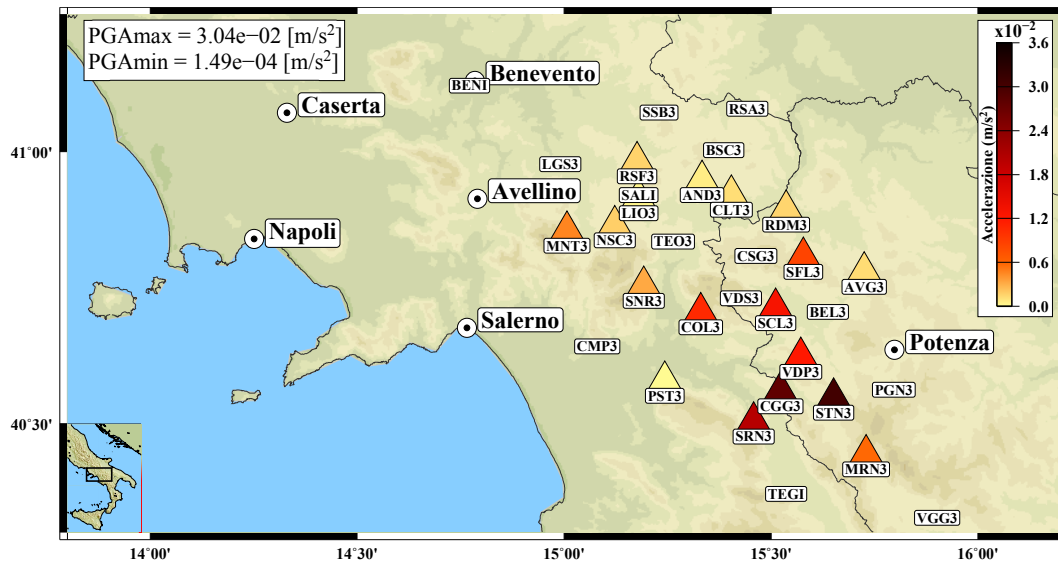 PGAmax = 3.04e−02 [m/s²]
PGAmin = 1.49e−04 [m/s²]
x10⁻²
3.6
3.0
2.4
1.8
1.2
0.6
0.0
Accelerazione (m/s²)
Benevento
BENI
Caserta
SSB3
RSA3
41°00'
BSC3
LGS3
RSF3
Avellino
SALI
AND3
CLT3
LIO3
RDM3
Napoli
MNT3
NSC3
TEO3
CSG3
SFL3
AVG3
SNR3
VDS3
COL3
SCL3
BEL3
Salerno
CMP3
Potenza
VDP3
PST3
PGN3
CGG3
STN3
40°30'
SRN3
MRN3
TEGI
VGG3
14°00'
14°30'
15°00'
15°30'
16°00'